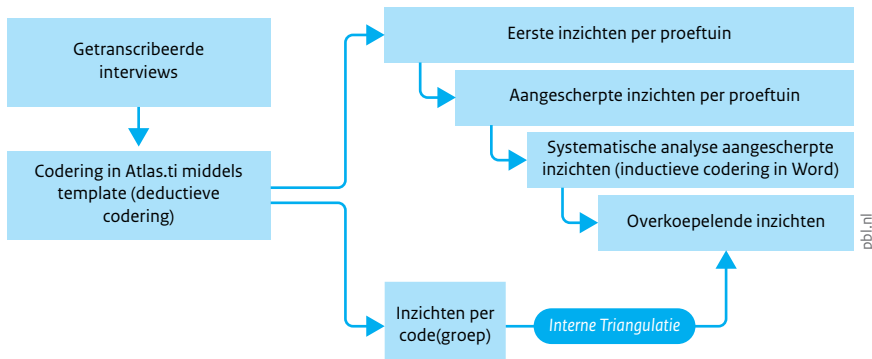 Getranscribeerde
interviews
Codering in Atlas.ti middels
template (deductieve
codering)
Eerste inzichten per proeftuin
Aangescherpte inzichten per proeftuin
Systematische analyse aangescherpte
inzichten (inductieve codering in Word)
Overkoepelende inzichten
Inzichten per
code(groep)
Interne Triangulatie
pbl.nl